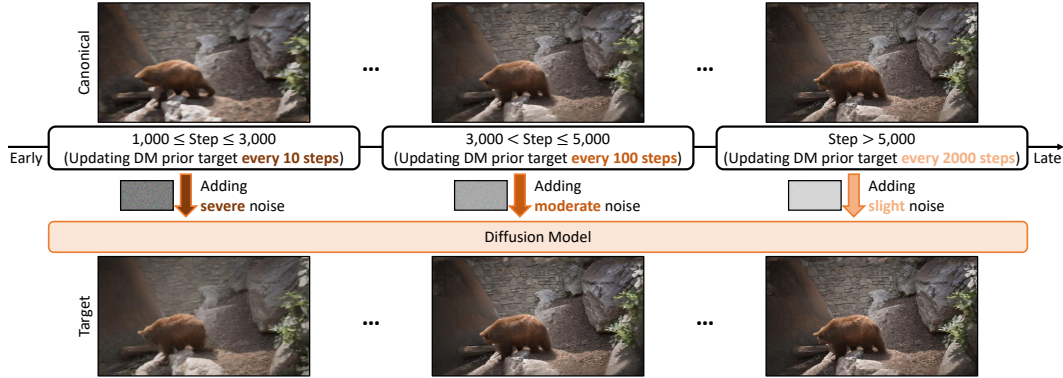 Canonical
...
...
1,000 ≤ Step ≤ 3,000
(Updating DM prior target every 10 steps)
3,000 < Step ≤ 5,000
(Updating DM prior target every 100 steps)
Step > 5,000
(Updating DM prior target every 2000 steps)
Early
Late
Adding
severe noise
Adding
moderate noise
Adding
slight noise
Diffusion Model
Target
...
...